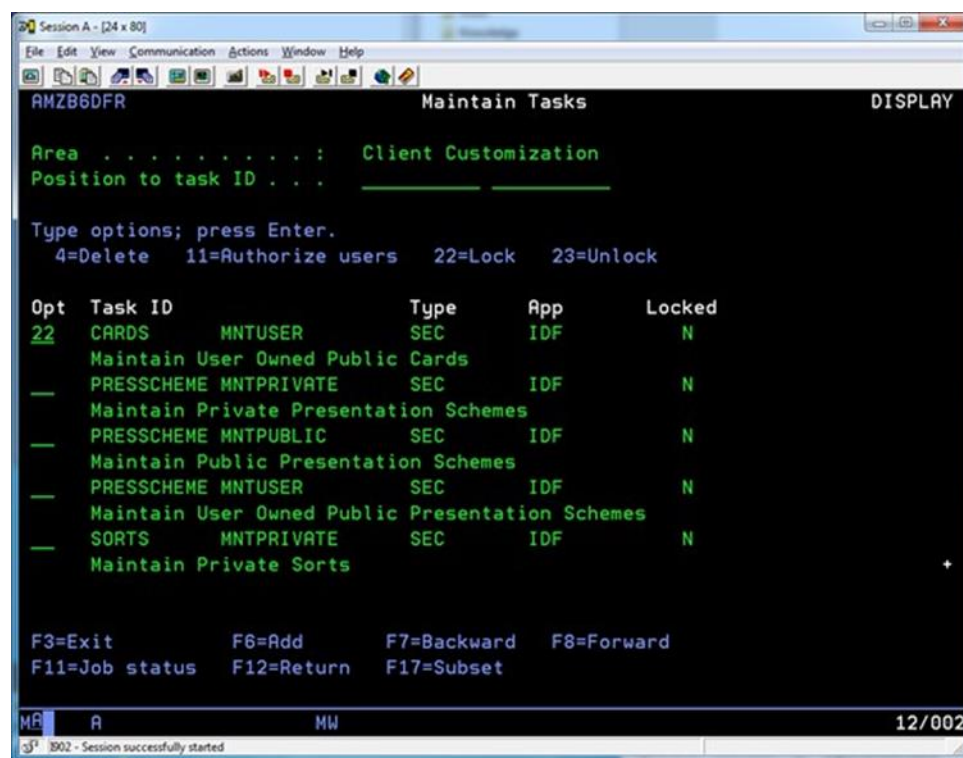 Session A - [24 x 80]
File Edit View Communication Actions Window Help
AMZB6DFR Maintain Tasks DISPLAY
Area . . . . . . . . . : Client Customization
Position to task ID . . .
Type options; press Enter.
4=Delete 11=Authorize users 22=Lock 23=Unlock
Opt Task ID Type App Locked
22 CARDS MNTUSER SEC IDF N
Maintain User Owned Public Cards
PRESSCHEME MNTPRIVATE SEC IDF N
Maintain Private Presentation Schemes
PRESSCHEME MNTPUBLIC SEC IDF N
Maintain Public Presentation Schemes
PRESSCHEME MNTUSER SEC IDF N
Maintain User Owned Public Presentation Schemes
SORTS MNTPRIVATE SEC IDF N
Maintain Private Sorts +
F3=Exit F6=Add F7=Backward F8=Forward
F11=Job status F12=Return F17=Subset
MA A MW 12/002
I902 - Session successfully started